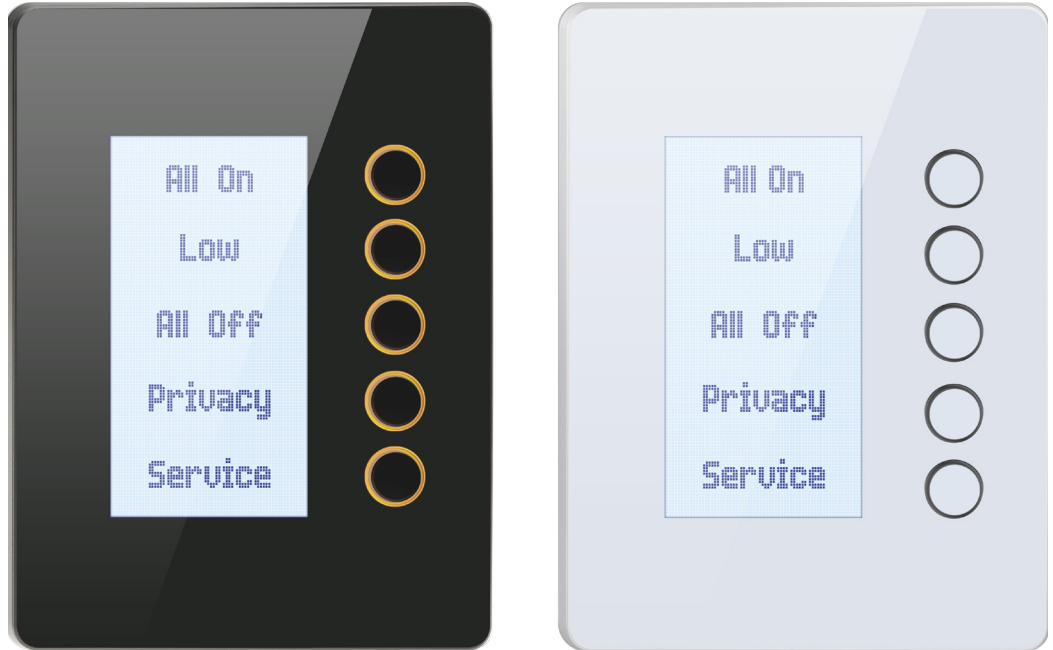 All On
Low
All Off
Privacy
Service
All On
Low
All Off
Privacy
Service